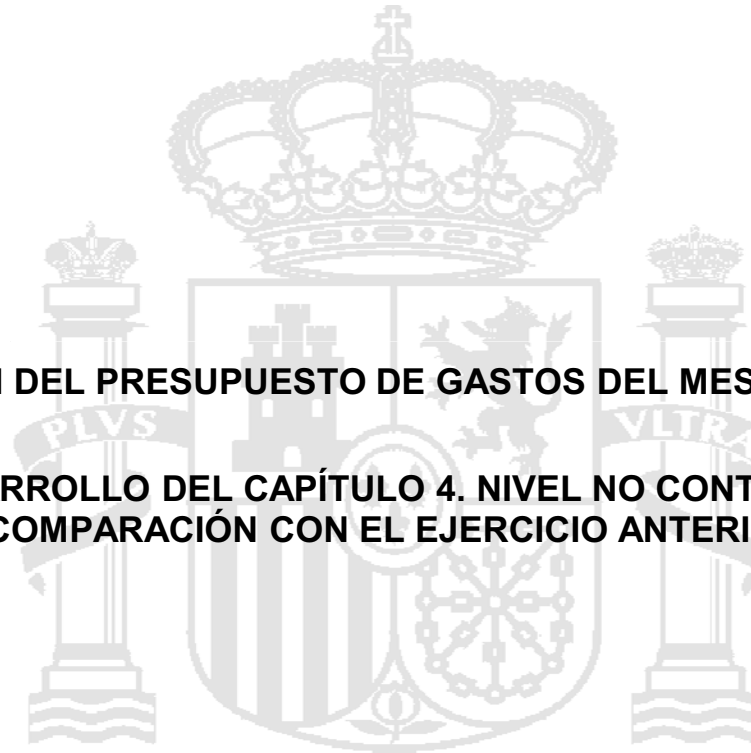 DEL PRESUPUESTO DE GASTOS DEL MES
RROLLO DEL CAPÍTULO 4. NIVEL NO CONT
COMPARACIÓN CON EL EJERCICIO ANTERI
PLVS
VLTRA